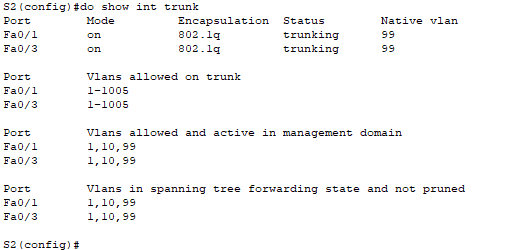 S2(config)#do show int trunk
Port        Mode         Encapsulation  Status        Native vlan
Fa0/1       on           802.1q         trunking      99
Fa0/3       on           802.1q         trunking      99
Port        Vlans allowed on trunk
Fa0/1       1-1005
Fa0/3       1-1005
Port        Vlans allowed and active in management domain
Fa0/1       1,10,99
Fa0/3       1,10,99
Port        Vlans in spanning tree forwarding state and not pruned
Fa0/1       1,10,99
Fa0/3       1,10,99
S2(config)#